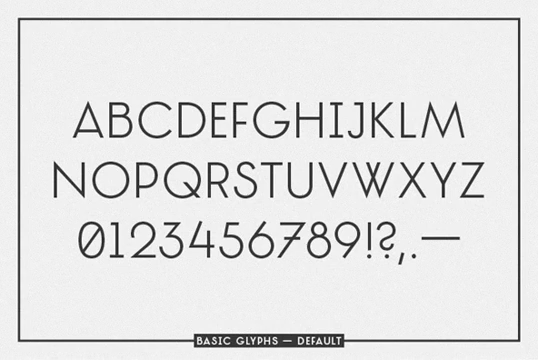 ABCDEFGHIJKLM
NOPQRSTUVWXYZ
0123456789!?,.—
BASIC GLYPHS — DEFAULT